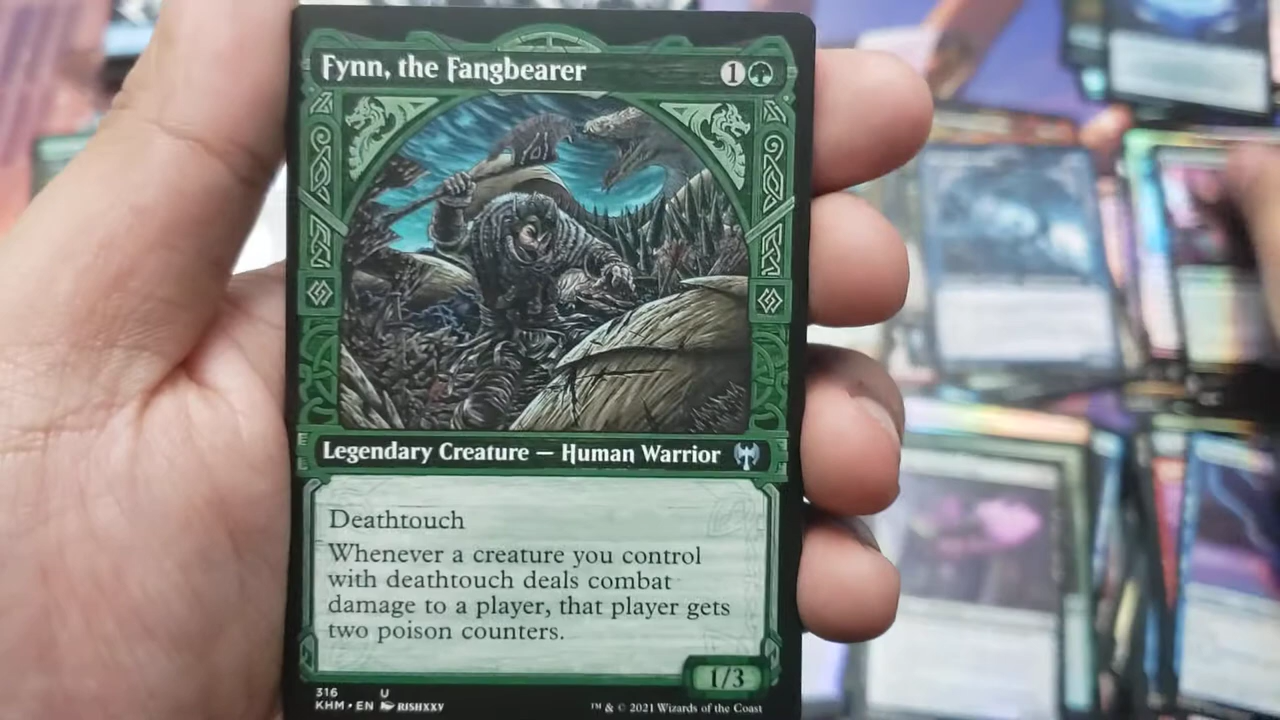 Fynn, the Fangbearer 1
Legendary Creature — Human Warrior
Deathtouch
Whenever a creature you control
with deathtouch deals combat
damage to a player, that player gets
two poison counters.
1/3
316 U
KHM • EN RISHXXV ™ & © 2021 Wizards of the Coast